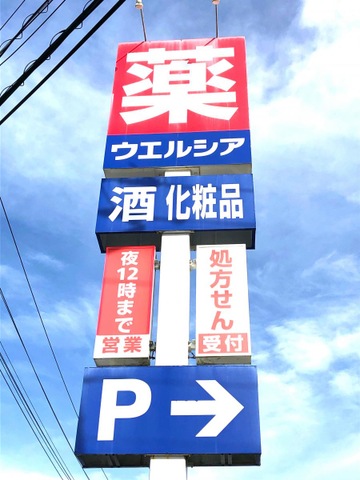 薬
ウエルシア
酒 化粧品
夜12時まで
営業
処方せん
受付
P→